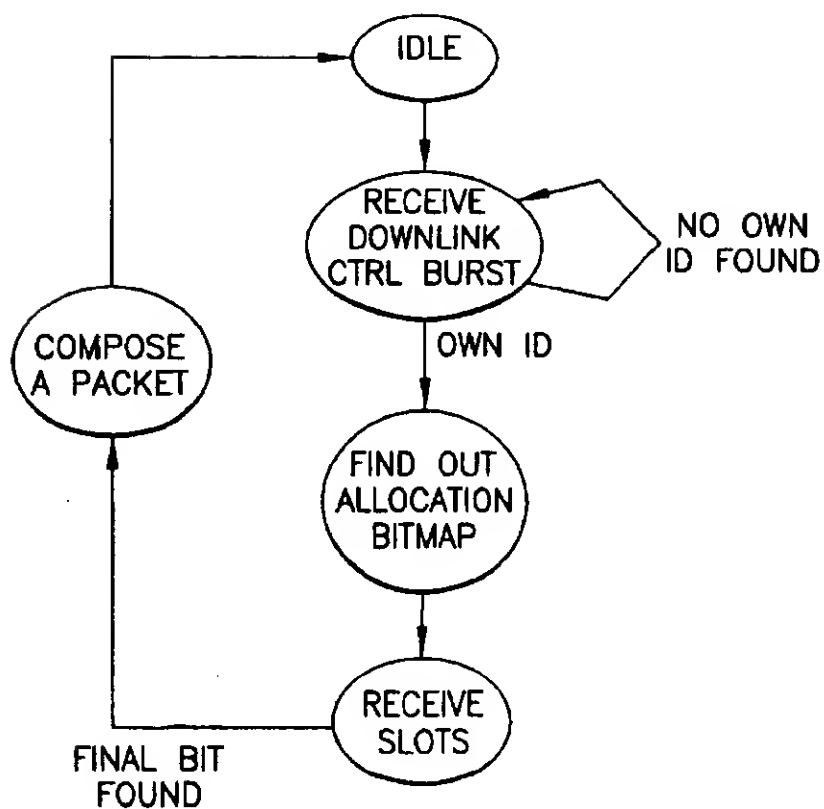 IDLE
RECEIVE
DOWNLINK
CTRL BURST
NO OWN
ID FOUND
OWN ID
COMPOSE
A PACKET
FIND OUT
ALLOCATION
BITMAP
RECEIVE
SLOTS
FINAL BIT
FOUND